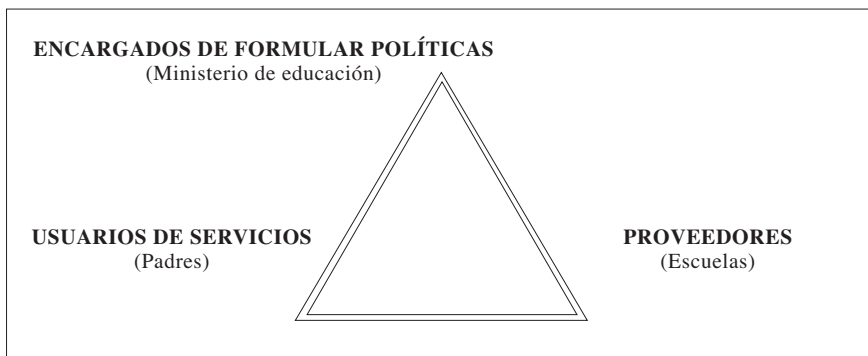 ENCARGADOS DE FORMULAR POLÍTICAS
(Ministerio de educación)
USUARIOS DE SERVICIOS
(Padres)
PROVEEDORES
(Escuelas)